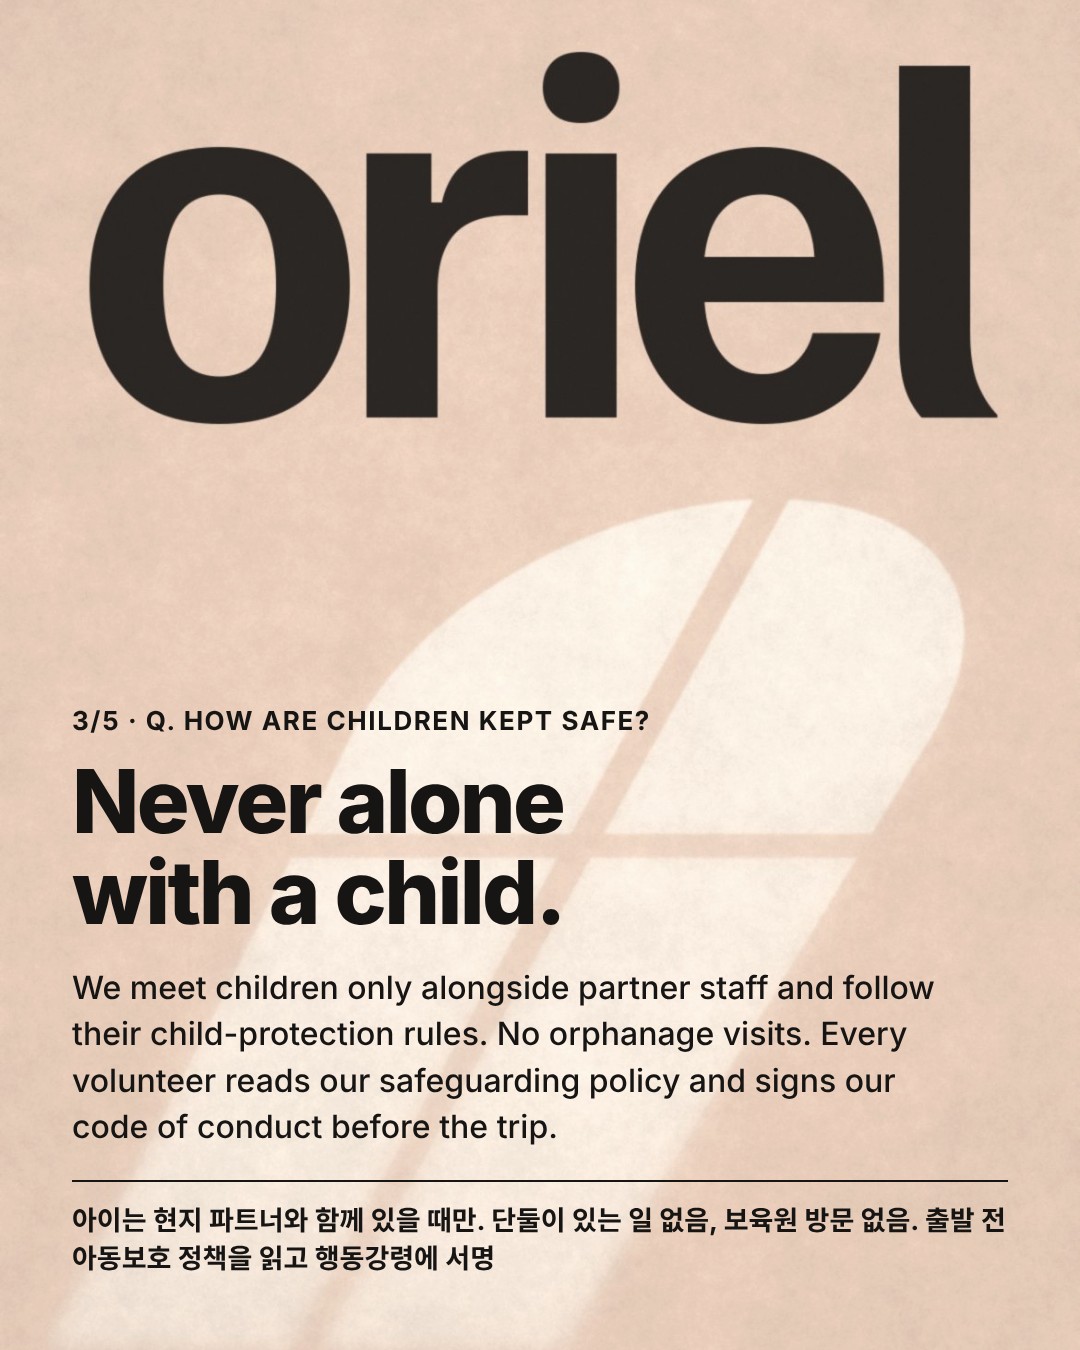 oriel
3/5 · Q. HOW ARE CHILDREN KEPT SAFE?
Never alone
with a child.
We meet children only alongside partner staff and follow
their child-protection rules. No orphanage visits. Every
volunteer reads our safeguarding policy and signs our
code of conduct before the trip.
아이는 현지 파트너와 함께 있을 때만. 단둘이 있는 일 없음, 보육원 방문 없음. 출발 전
아동보호 정책을 읽고 행동강령에 서명